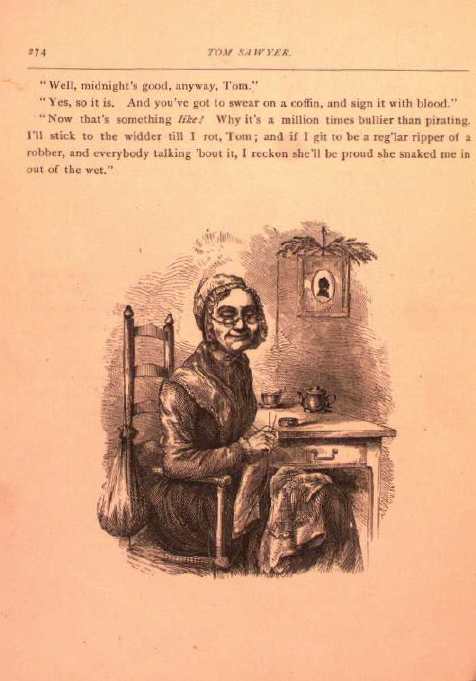 274 TOM SAWYER.
"Well, midnight's good, anyway, Tom."
"Yes, so it is. And you've got to swear on a coffin, and sign it with blood."
"Now that's something like! Why it's a million times bullier than pirating.
I'll stick to the widder till I rot, Tom; and if I git to be a reg'lar ripper of a
robber, and everybody talking 'bout it, I reckon she'll be proud she snaked me in
out of the wet."